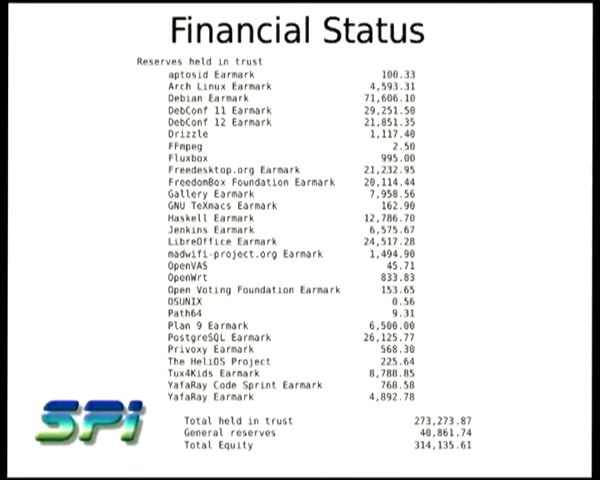 Financial Status
Reserves held in trust
aptosid Earmark 100.33
Arch Linux Earmark 4,593.31
Debian Earmark 71,606.10
DebConf 11 Earmark 29,251.50
DebConf 12 Earmark 21,851.35
Drizzle 1,117.40
FFmpeg 2.50
Fluxbox 995.00
Freedesktop.org Earmark 21,232.95
FreedomBox Foundation Earmark 20,114.44
Gallery Earmark 7,958.56
GNU TeXmacs Earmark 162.90
Haskell Earmark 12,786.70
Jenkins Earmark 6,575.67
LibreOffice Earmark 24,517.28
madwifi-project.org Earmark 1,494.90
OpenVAS 45.71
OpenWrt 833.83
Open Voting Foundation Earmark 153.65
OSUNIX 0.56
Path64 9.31
Plan 9 Earmark 6,500.00
PostgreSQL Earmark 26,125.77
Privoxy Earmark 568.30
The HeliOS Project 225.64
Tux4Kids Earmark 8,788.85
YafaRay Code Sprint Earmark 768.58
YafaRay Earmark 4,892.78
SPi
Total held in trust 273,273.87
General reserves 40,861.74
Total Equity 314,135.61